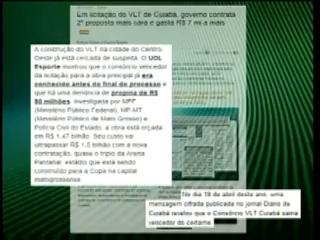 Em licitação do VLT de Cuiabá, governo contrata
2ª proposta mais cara e gasta R$ 7 mi a mais
A construção do VLT na cidade do Centro-
Oeste já está cercada de suspeita. O UOL
Esporte mostrou que o consórcio vencedor
da licitação para a obra principal já era
conhecido antes do final do processo e
que há uma denúncia de propina de R$
80 milhões. Investigada por MPF
(Ministério Público Federal), MP-MT
(Ministério Público de Mato Grosso) e
Polícia Civil do Estado, a obra está orçada
em R$ 1,47 bilhão. Seu custo vai
ultrapassar R$ 1,5 bilhão com a nova
contratação, quase o triplo da Arena
Pantanal, estádio que está sendo
construído para a Copa na capital
matogrossense.
No dia 18 de abril deste ano, uma
mensagem cifrada publicada no jornal Diário de
Cuiabá revelou que o Consórcio VLT Cuiabá sairia
vencedor do certame.